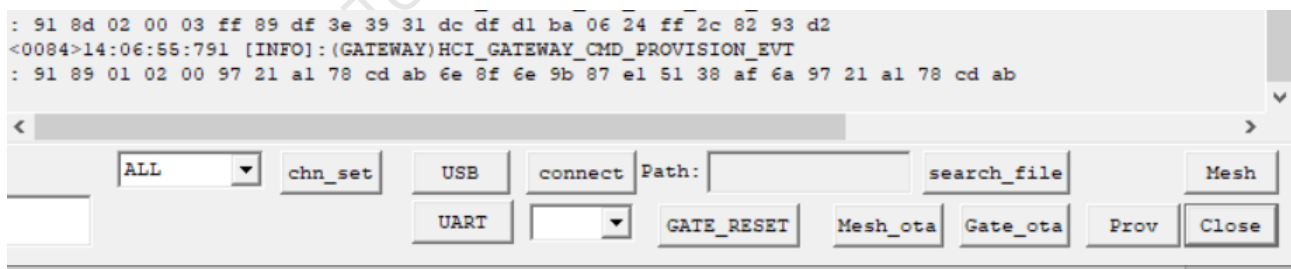 : 91 8d 02 00 03 ff 89 df 3e 39 31 dc df d1 ba 06 24 ff 2c 82 93 d2
<0084>14:06:55:791 [INFO]:(GATEWAY)HCI_GATEWAY_CMD_PROVISION_EVT
: 91 89 01 02 00 97 21 a1 78 cd ab 6e 8f 6e 9b 87 e1 51 38 af 6a 97 21 a1 78 cd ab
ALL chn_set USB connect Path: search_file Mesh
UART GATE_RESET Mesh_ota Gate_ota Prov Close